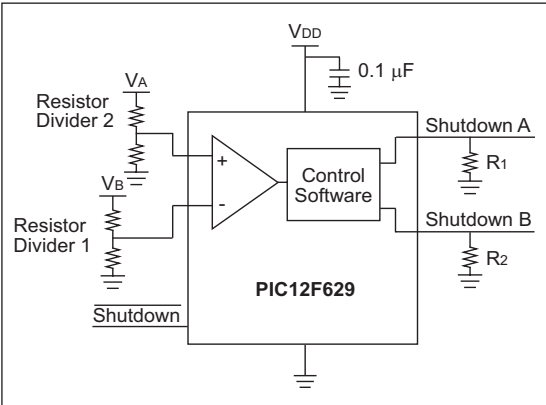 VDD
0.1 μF
VA
Resistor
Divider 2
+
Shutdown A
R1
Control
Software
VB
-
Resistor
Divider 1
Shutdown B
R2
PIC12F629
Shutdown